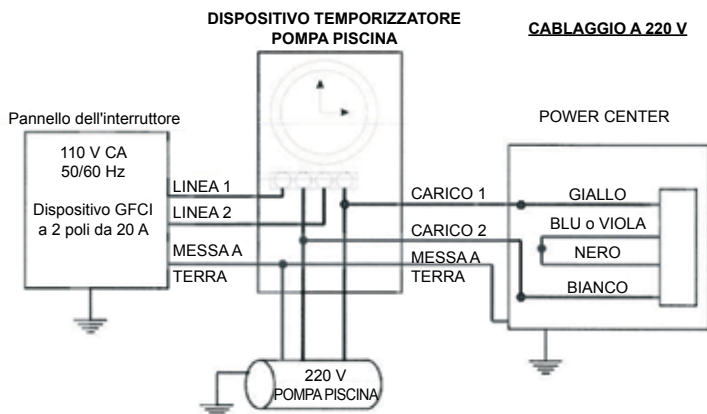 DISPOSITIVO TEMPORIZZATORE
POMPA PISCINA
CABLAGGIO A 220 V
Pannello dell'interruttore
110 V CA
50/60 Hz
Dispositivo GFCI
a 2 poli da 20 A
LINEA 1
LINEA 2
MESSA A
TERRA
CARICO 1
CARICO 2
MESSA A
TERRA
POWER CENTER
GIALLO
BLU o VIOLA
NERO
BIANCO
220 V
POMPA PISCINA